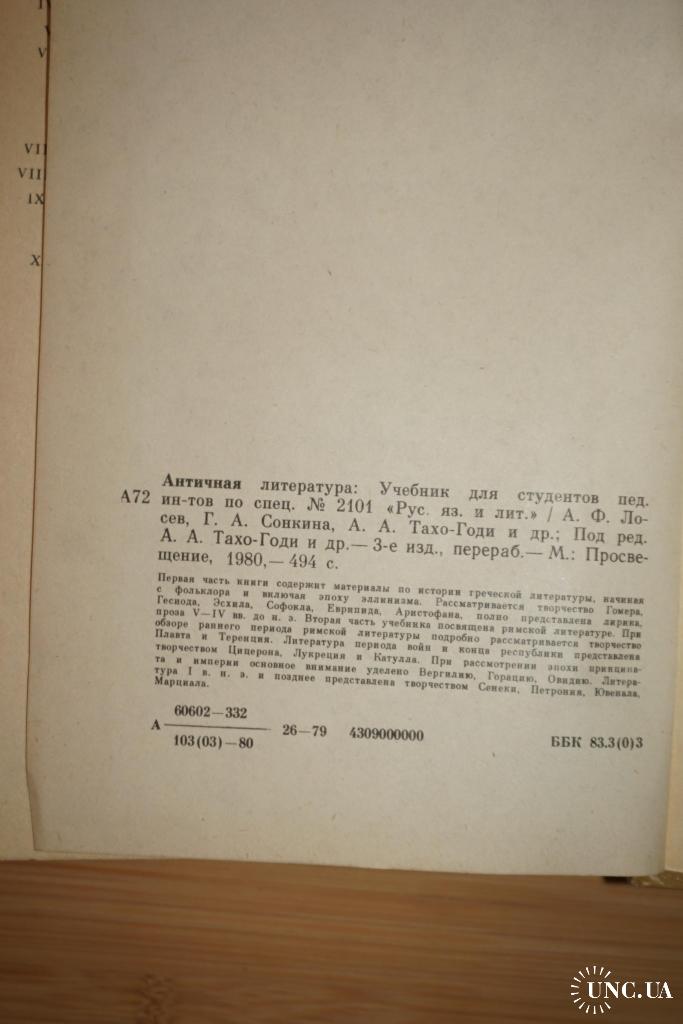 VII
VII
IX
X
Античная литература: Учебник для студентов пед.
А72 ин-тов по спец. № 2101 «Рус. яз. и лит.» / А. Ф. Ло-
сев, Г. А. Сонкина, А. А. Тахо-Годи и др.; Под ред.
А. А. Тахо-Годи и др.— 3-е изд., перераб.— М.: Просве-
щение, 1980,— 494 с.
Первая часть книги содержит материалы по истории греческой литературы, начиная
с фольклора и включая эпоху эллинизма. Рассматривается творчество Гомера,
Гесиода, Эсхила, Софокла, Еврипида, Аристофана, полно представлена лирика,
проза V—IV вв. до н. э. Вторая часть учебника посвящена римской литературе. При
обзоре раннего периода римской литературы подробно рассматривается творчество
Плавта и Теренция. Литература периода войн и конца республики представлена
творчеством Цицерона, Лукреция и Катулла. При рассмотрении эпохи принципа-
та и империи основное внимание уделено Вергилию, Горацию, Овидию. Литера-
тура I в. н. э. и позднее представлена творчеством Сенеки, Петрония, Ювенала,
Марциала.
60602—332
А 26—79 4309000000
103(03)—80
ББК 83.3(0)3
UNC.UA